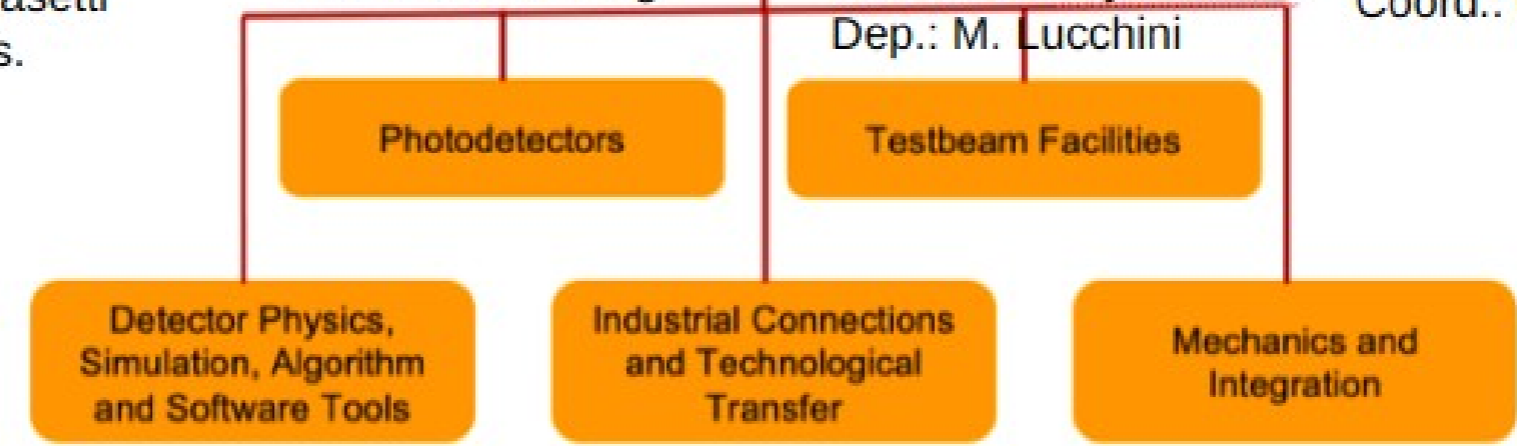 Dep.: M. Lucchini
Photodetectors
Testbeam Facilities
Detector Physics,
Simulation, Algorithm
and Software Tools
Industrial Connections
and Technological
Transfer
Mechanics and
Integration